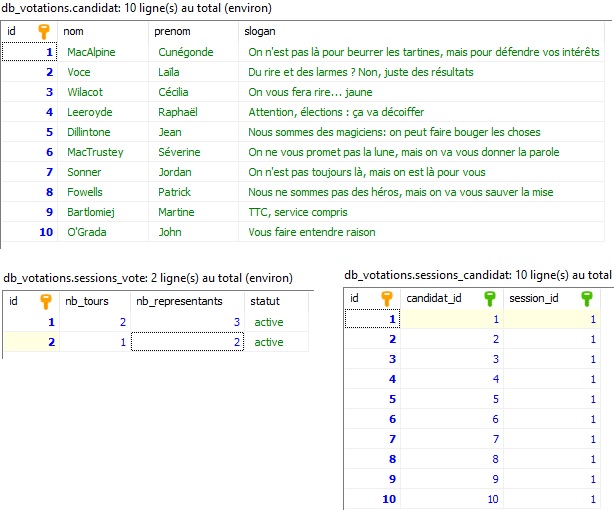 db_votations.candidat: 10 ligne(s) au total (environ)
id nom prenom slogan
1 MacAlpine Cunégonde On n'est pas là pour beurrer les tartines, mais pour défendre vos intérêts
2 Voce Laïla Du rire et des larmes ? Non, juste des résultats
3 Wilacot Cécilia On vous fera rire... jaune
4 Leeroyde Raphaël Attention, élections : ça va décoiffer
5 Dillintone Jean Nous sommes des magiciens: on peut faire bouger les choses
6 MacTrustey Séverine On ne vous promet pas la lune, mais on va vous donner la parole
7 Sonner Jordan On n'est pas toujours là, mais on est là pour vous
8 Fowells Patrick Nous ne sommes pas des héros, mais on va vous sauver la mise
9 Bartlomiej Martine TTC, service compris
10 O'Grada John Vous faire entendre raison
db_votations.sessions_vote: 2 ligne(s) au total (environ)
id nb_tours nb_representants statut
1 2 3 active
2 1 2 active
db_votations.sessions_candidat: 10 ligne(s) au total
id candidat_id session_id
1 1 1
2 2 1
3 3 1
4 4 1
5 5 1
6 6 1
7 7 1
8 8 1
9 9 1
10 10 1